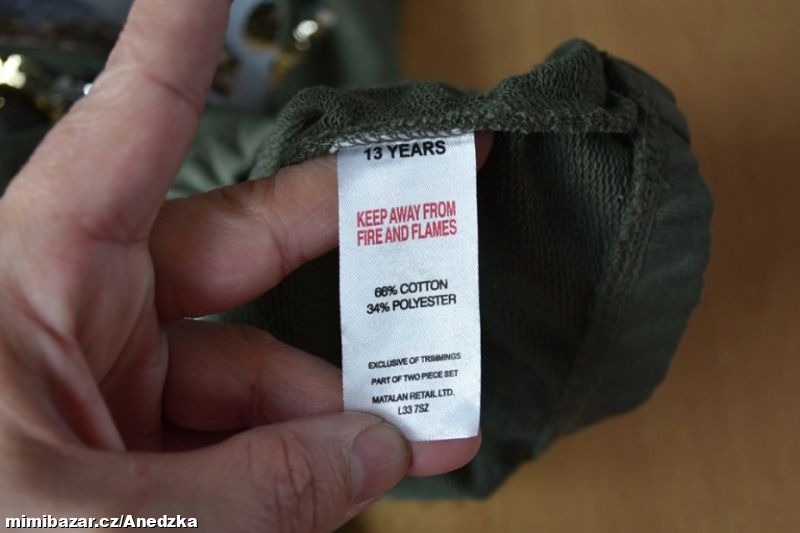 13 YEARS
KEEP AWAY FROM
FIRE AND FLAMES
66% COTTON
34% POLYESTER
EXCLUSIVE OF TRIMMINGS
PART OF TWO PIECE SET
MATALAN RETAIL LTD.
L33 7SZ
mimibazar.cz/Anedzka